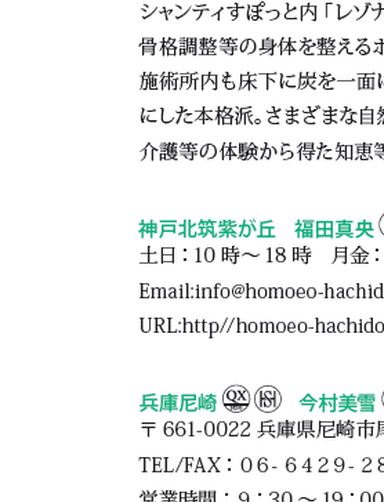 シャンティすぽっと内「レゾナ
骨格調整等の身体を整えるホ
施術所内も床下に炭を一面に
にした本格派。さまざまな自然
介護等の体験から得た知恵等
神戸北筑紫が丘　福田真央
土日：10 時〜 18 時　月金：
Email:info@homoeo-hachid
URL:http//homoeo-hachido
兵庫尼崎 QX HSI 今村美雪
〒 661-0022 兵庫県尼崎市
TEL/FAX：06- 6429- 28
営業時間：9：30 〜 19：00